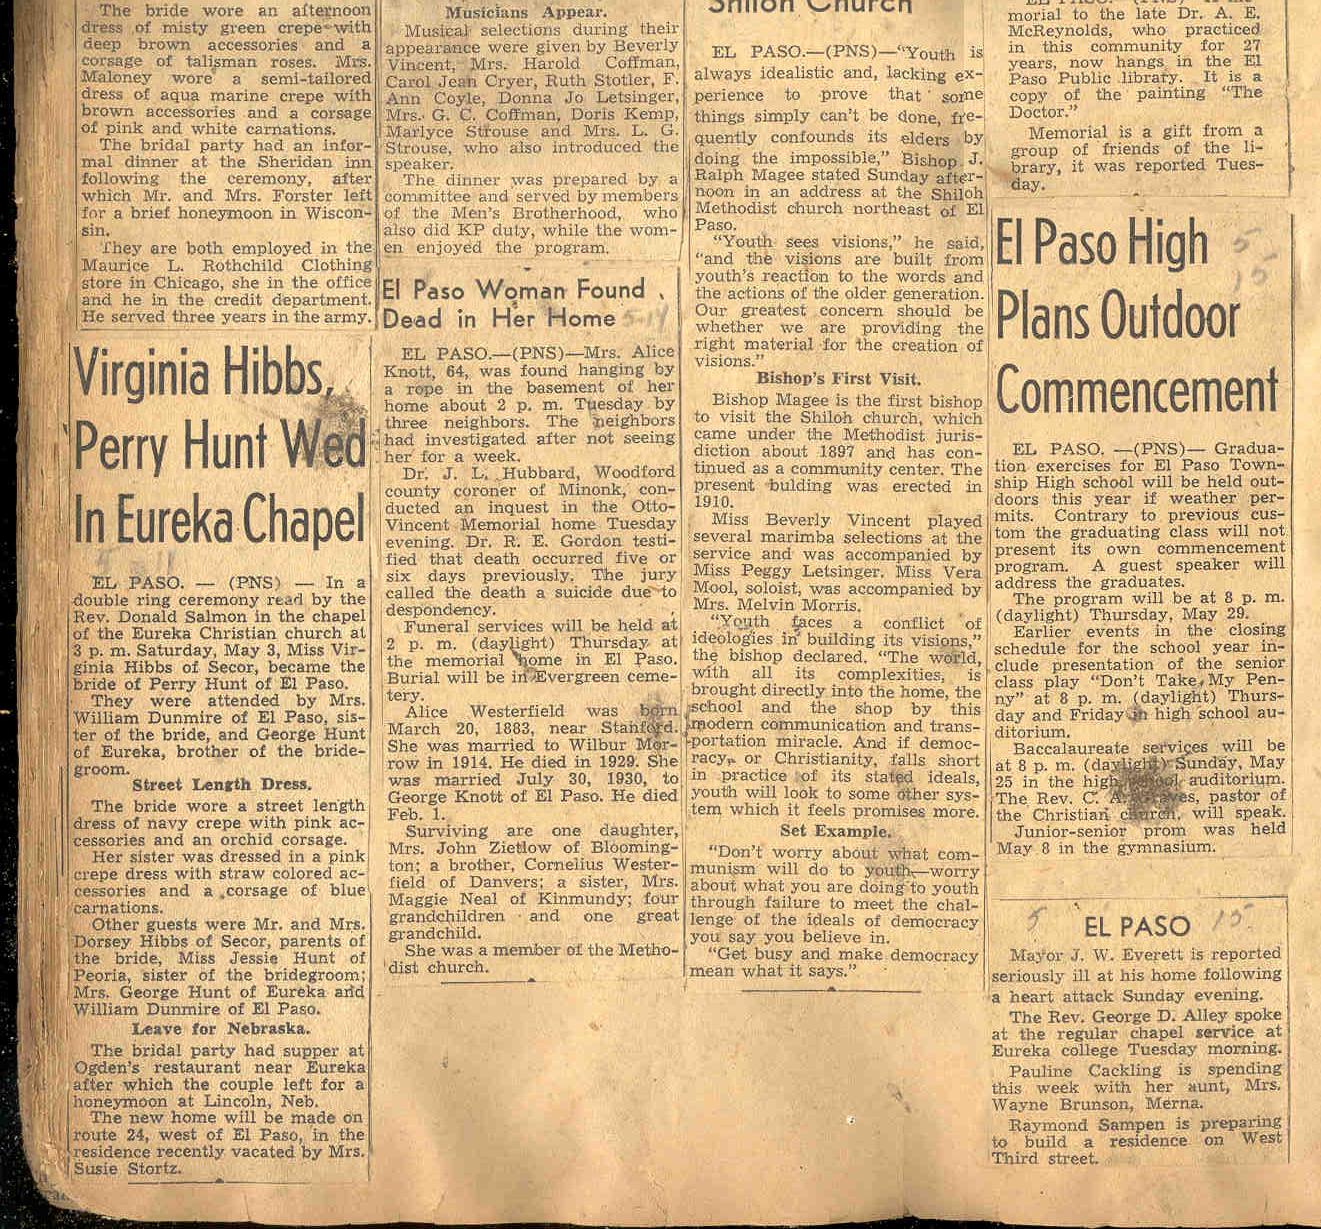 The bride wore an afternoon
dress of misty green crepe with
deep brown accessories and a
corsage of talisman roses. Mrs.
Maloney wore a semi-tailored
dress of aqua marine crepe with
brown accessories and a corsage
of pink and white carnations.
The bridal party had an infor-
mal dinner at the Sheridan inn
following the ceremony, after
which Mr. and Mrs. Forster left
for a brief honeymoon in Wiscon-
sin.
They are both employed in the
Maurice L. Rothchild Clothing
store in Chicago, she in the office
and he in the credit department.
He served three years in the army.
Virginia Hibbs,
Perry Hunt Wed
In Eureka Chapel
5 11
EL PASO. — (PNS) — In a
double ring ceremony read by the
Rev. Donald Salmon in the chapel
of the Eureka Christian church at
3 p. m. Saturday, May 3, Miss Vir-
ginia Hibbs of Secor, became the
bride of Perry Hunt of El Paso.
They were attended by Mrs.
William Dunmire of El Paso, sis-
ter of the bride, and George Hunt
of Eureka, brother of the bride-
groom.
Street Length Dress.
The bride wore a street length
dress of navy crepe with pink ac-
cessories and an orchid corsage.
Her sister was dressed in a pink
crepe dress with straw colored ac-
cessories and a corsage of blue
carnations.
Other guests were Mr. and Mrs.
Dorsey Hibbs of Secor, parents of
the bride, Miss Jessie Hunt of
Peoria, sister of the bridegroom;
Mrs. George Hunt of Eureka and
William Dunmire of El Paso.
Leave for Nebraska.
The bridal party had supper at
Ogden's restaurant near Eureka
after which the couple left for a
honeymoon at Lincoln, Neb.
The new home will be made on
route 24, west of El Paso, in the
residence recently vacated by Mrs.
Susie Stortz.
Musicians Appear.
Musical selections during their
appearance were given by Beverly
Vincent, Mrs. Harold Coffman,
Carol Jean Cryer, Ruth Stotler, F.
Ann Coyle, Donna Jo Letsinger,
Mrs. G. C. Coffman, Doris Kemp,
Marlyce Strouse and Mrs. L. G.
Strouse, who also introduced the
speaker.
The dinner was prepared by a
committee and served by members
of the Men's Brotherhood, who
also did KP duty, while the wom-
en enjoyed the program.
El Paso Woman Found
Dead in Her Home 5-14
EL PASO.—(PNS)—Mrs. Alice
Knott, 64, was found hanging by
a rope in the basement of her
home about 2 p. m. Tuesday by
three neighbors. The neighbors
had investigated after not seeing
her for a week.
Dr. J. L. Hubbard, Woodford
county coroner of Minonk, con-
ducted an inquest in the Otto-
Vincent Memorial home Tuesday
evening. Dr. R. E. Gordon testi-
fied that death occurred five or
six days previously. The jury
called the death a suicide due to
despondency.
Funeral services will be held at
2 p. m. (daylight) Thursday at
the memorial home in El Paso.
Burial will be in Evergreen ceme-
tery.
Alice Westerfield was born
March 20, 1883, near Stanford.
She was married to Wilbur Mor-
row in 1914. He died in 1929. She
was married July 30, 1930, to
George Knott of El Paso. He died
Feb. 1.
Surviving are one daughter,
Mrs. John Zietlow of Blooming-
ton; a brother, Cornelius Wester-
field of Danvers; a sister, Mrs.
Maggie Neal of Kinmundy; four
grandchildren and one great
grandchild.
She was a member of the Metho-
dist church.
Shiloh Church
EL PASO.—(PNS)—"Youth is
always idealistic and, lacking ex-
perience to prove that some
things simply can't be done, fre-
quently confounds its elders by
doing the impossible," Bishop J.
Ralph Magee stated Sunday after-
noon in an address at the Shiloh
Methodist church northeast of El
Paso.
"Youth sees visions," he said,
"and the visions are built from
youth's reaction to the words and
the actions of the older generation.
Our greatest concern should be
whether we are providing the
right material for the creation of
visions."
Bishop's First Visit.
Bishop Magee is the first bishop
to visit the Shiloh church, which
came under the Methodist juris-
diction about 1897 and has con-
tinued as a community center. The
present bulding was erected in
1910.
Miss Beverly Vincent played
several marimba selections at the
service and was accompanied by
Miss Peggy Letsinger. Miss Vera
Mool, soloist, was accompanied by
Mrs. Melvin Morris.
"Youth faces a conflict of
ideologies in building its visions,"
the bishop declared. "The world,
with all its complexities, is
brought directly into the home, the
school and the shop by this
modern communication and trans-
portation miracle. And if democ-
racy, or Christianity, falls short
in practice of its stated ideals,
youth will look to some other sys-
tem which it feels promises more.
Set Example.
"Don't worry about what com-
munism will do to youth—worry
about what you are doing to youth
through failure to meet the chal-
lenge of the ideals of democracy
you say you believe in.
"Get busy and make democracy
mean what it says."
morial to the late Dr. A. E.
McReynolds, who practiced
in this community for 27
years, now hangs in the El
Paso Public library. It is a
copy of the painting "The
Doctor."
Memorial is a gift from a
group of friends of the li-
brary, it was reported Tues-
day.
El Paso High
Plans Outdoor
Commencement
5
15
EL PASO. —(PNS)— Gradua-
tion exercises for El Paso Town-
ship High school will be held out-
doors this year if weather per-
mits. Contrary to previous cus-
tom the graduating class will not
present its own commencement
program. A guest speaker will
address the graduates.
The program will be at 8 p. m.
(daylight) Thursday, May 29.
Earlier events in the closing
schedule for the school year in-
clude presentation of the senior
class play "Don't Take My Pen-
ny" at 8 p. m. (daylight) Thurs-
day and Friday in high school au-
ditorium.
Baccalaureate services will be
at 8 p. m. (daylight) Sunday, May
25 in the high school auditorium.
The Rev. C. A. pastor of
the Christian church, will speak.
Junior-senior prom was held
May 8 in the gymnasium.
5 EL PASO 15
Mayor J. W. Everett is reported
seriously ill at his home following
a heart attack Sunday evening.
The Rev. George D. Alley spoke
at the regular chapel service at
Eureka college Tuesday morning.
Pauline Cackling is spending
this week with her aunt, Mrs.
Wayne Brunson, Merna.
Raymond Sampen is preparing
to build a residence on West
Third street.